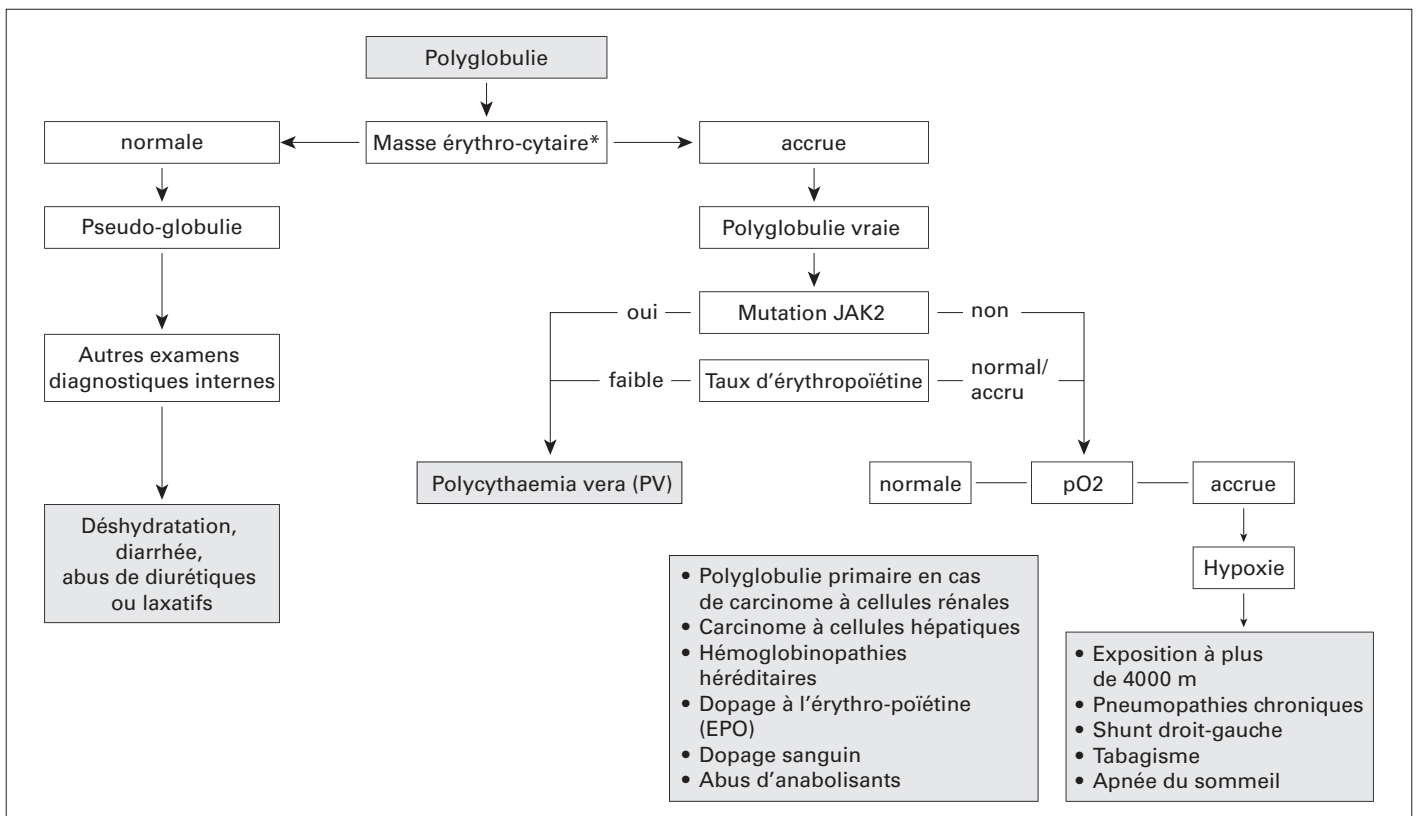 Polyglobulie
normale
Masse érythro-cytaire*
accrue
Pseudo-globulie
Polyglobulie vraie
oui
Mutation JAK2
non
Autres examens
diagnostiques internes
faible
Taux d'érythropoïétine
normal/
accru
Polycythaemia vera (PV)
normale
pO2
accrue
Déshydratation,
diarrhée,
abus de diurétiques
ou laxatifs
Hypoxie
• Polyglobulie primaire en cas
de carcinome à cellules rénales
• Carcinome à cellules hépatiques
• Hémoglobinopathies
héréditaires
• Dopage à l'érythro-poïétine
(EPO)
• Dopage sanguin
• Abus d'anabolisants
• Exposition à plus
de 4000 m
• Pneumopathies chroniques
• Shunt droit-gauche
• Tabagisme
• Apnée du sommeil